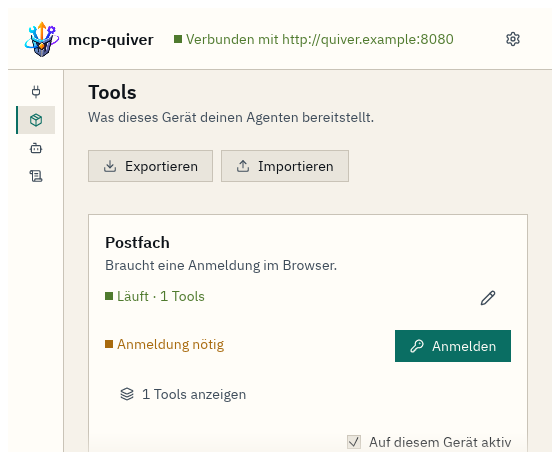 mcp-quiver
Verbunden mit http://quiver.example:8080
Tools
Was dieses Gerät deinen Agenten bereitstellt.
Exportieren
Importieren
Postfach
Braucht eine Anmeldung im Browser.
Läuft · 1 Tools
Anmeldung nötig
Anmelden
1 Tools anzeigen
Auf diesem Gerät aktiv